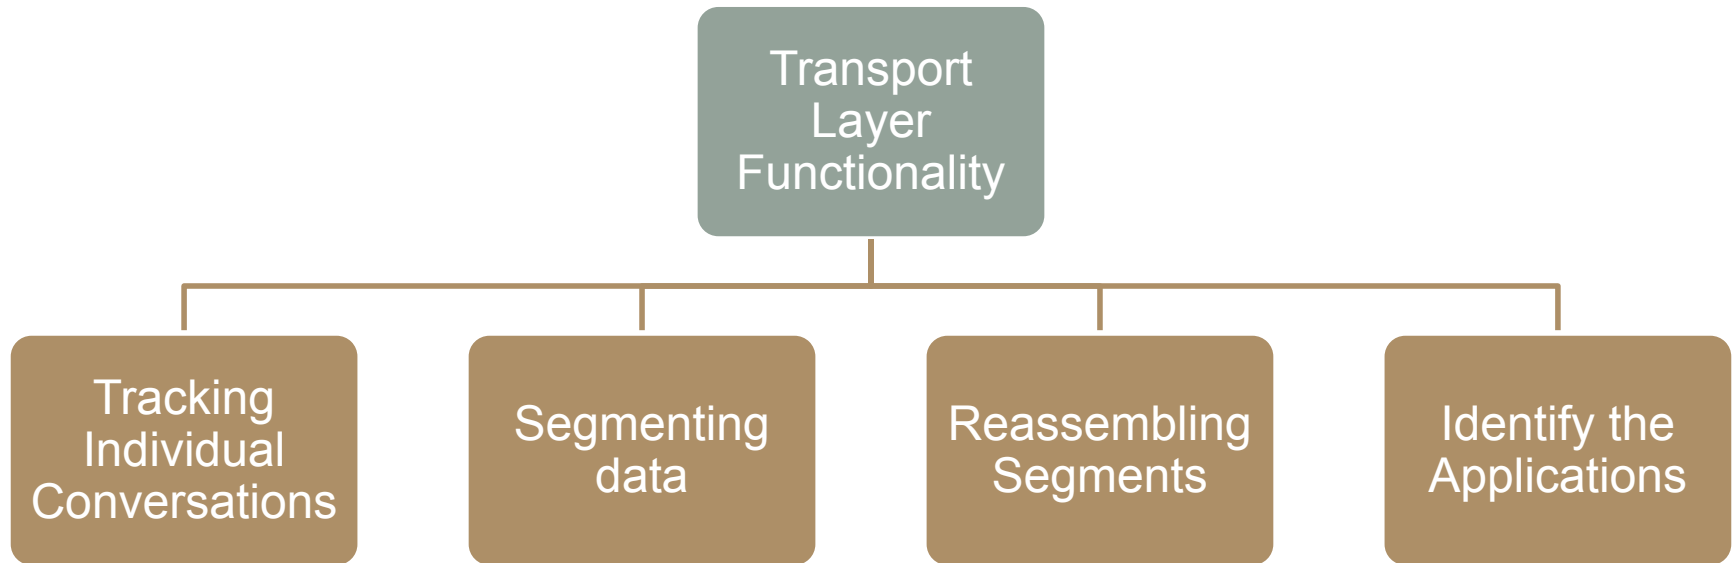 Transport
Layer
Functionality
Tracking
Individual
Conversations
Segmenting
data
Reassembling
Segments
Identify the
Applications